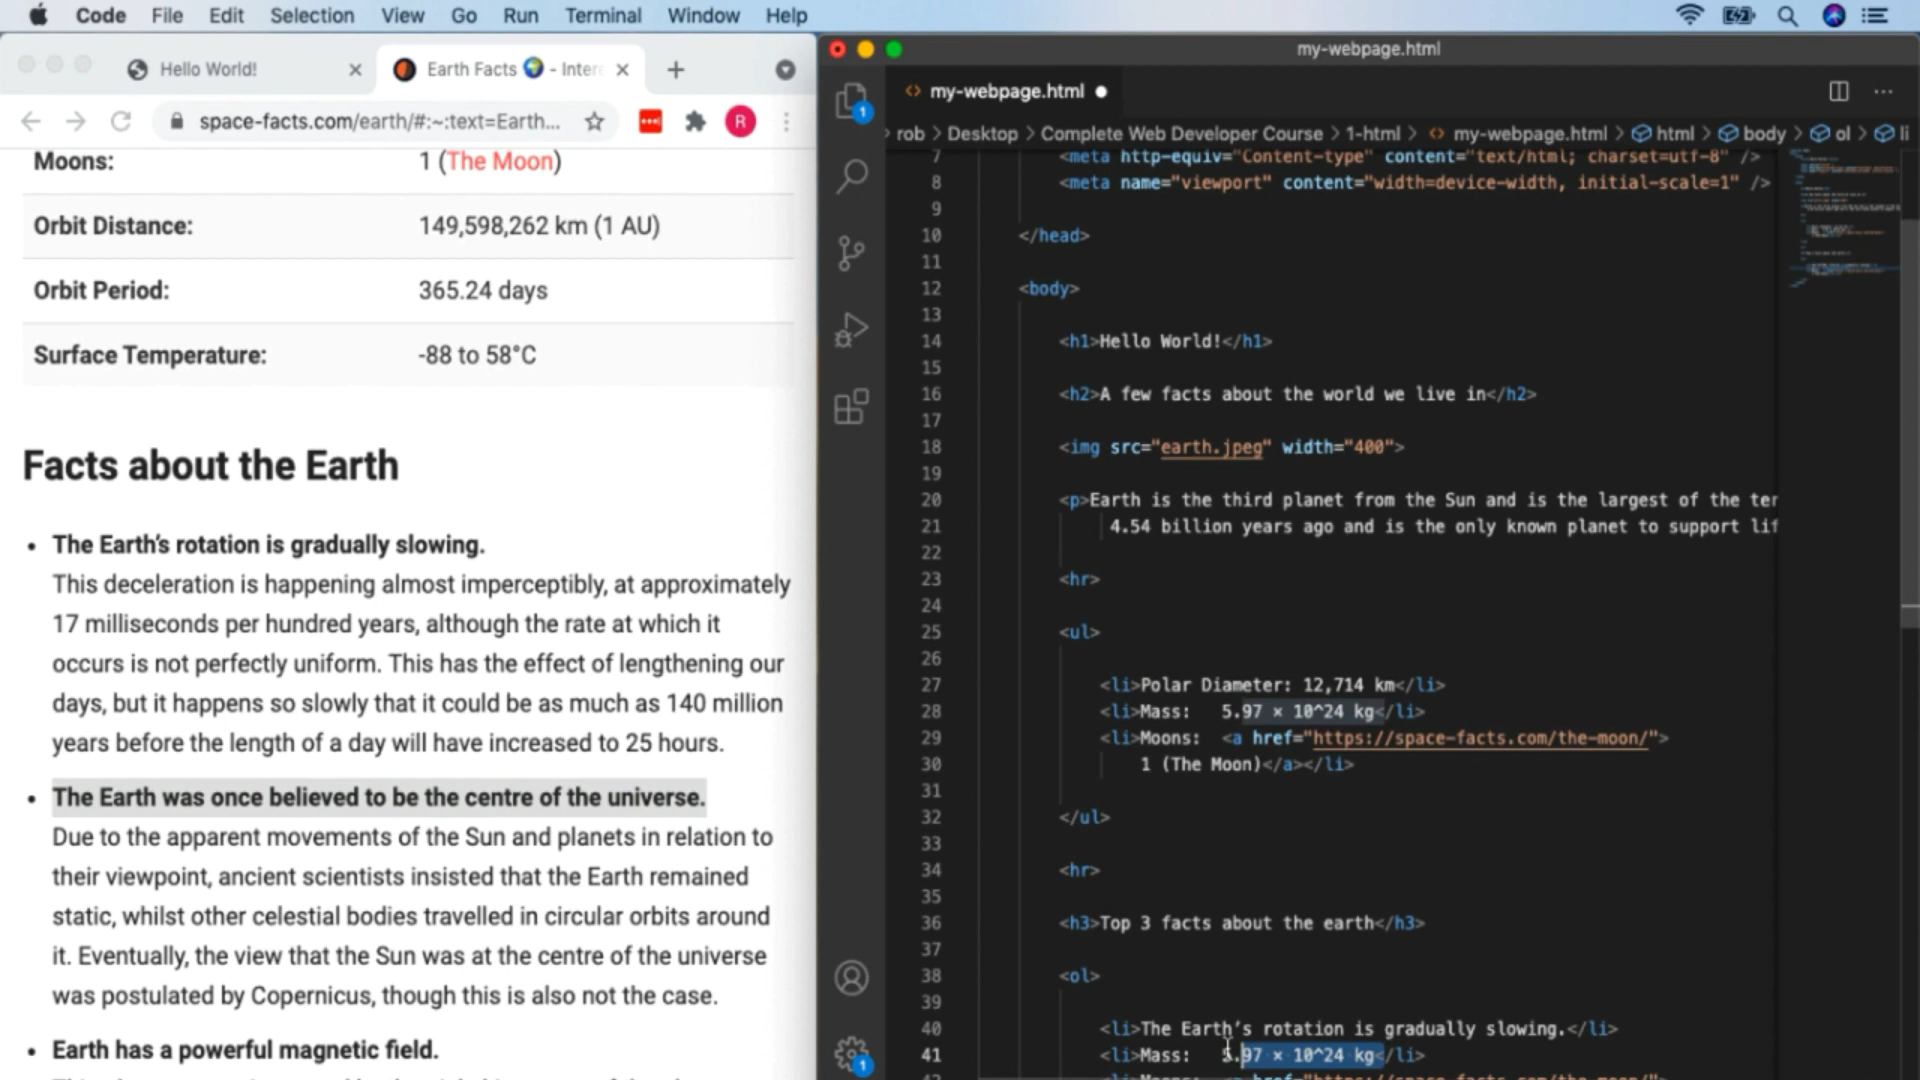 Code File Edit Selection View Go Run Terminal Window Help
Hello World!
Earth Facts 🌍 - Inter
space-facts.com/earth/#:~:text=Earth...
R
Moons: 1 (The Moon)
Orbit Distance: 149,598,262 km (1 AU)
Orbit Period: 365.24 days
Surface Temperature: -88 to 58°C
Facts about the Earth
• The Earth's rotation is gradually slowing.
This deceleration is happening almost imperceptibly, at approximately
17 milliseconds per hundred years, although the rate at which it
occurs is not perfectly uniform. This has the effect of lengthening our
days, but it happens so slowly that it could be as much as 140 million
years before the length of a day will have increased to 25 hours.
• The Earth was once believed to be the centre of the universe.
Due to the apparent movements of the Sun and planets in relation to
their viewpoint, ancient scientists insisted that the Earth remained
static, whilst other celestial bodies travelled in circular orbits around
it. Eventually, the view that the Sun was at the centre of the universe
was postulated by Copernicus, though this is also not the case.
• Earth has a powerful magnetic field.
my-webpage.html
1
<> my-webpage.html ●
> rob > Desktop > Complete Web Developer Course > 1-html > <> my-webpage.html > html > body > ol > li
7 <meta http-equiv="Content-type" content="text/html; charset=utf-8" />
8 <meta name="viewport" content="width=device-width, initial-scale=1" />
9
10 </head>
11
12 <body>
13
14 <h1>Hello World!</h1>
15
16 <h2>A few facts about the world we live in</h2>
17
18 <img src="earth.jpeg" width="400">
19
20 <p>Earth is the third planet from the Sun and is the largest of the ter
21 4.54 billion years ago and is the only known planet to support lif
22
23 <hr>
24
25 <ul>
26
27 <li>Polar Diameter: 12,714 km</li>
28 <li>Mass: 5.97 × 10^24 kg</li>
29 <li>Moons: <a href="https://space-facts.com/the-moon/">
30 1 (The Moon)</a></li>
31
32 </ul>
33
34 <hr>
35
36 <h3>Top 3 facts about the earth</h3>
37
38 <ol>
39
40 <li>The Earth's rotation is gradually slowing.</li>
41 <li>Mass: 5.97 × 10^24 kg</li>
1